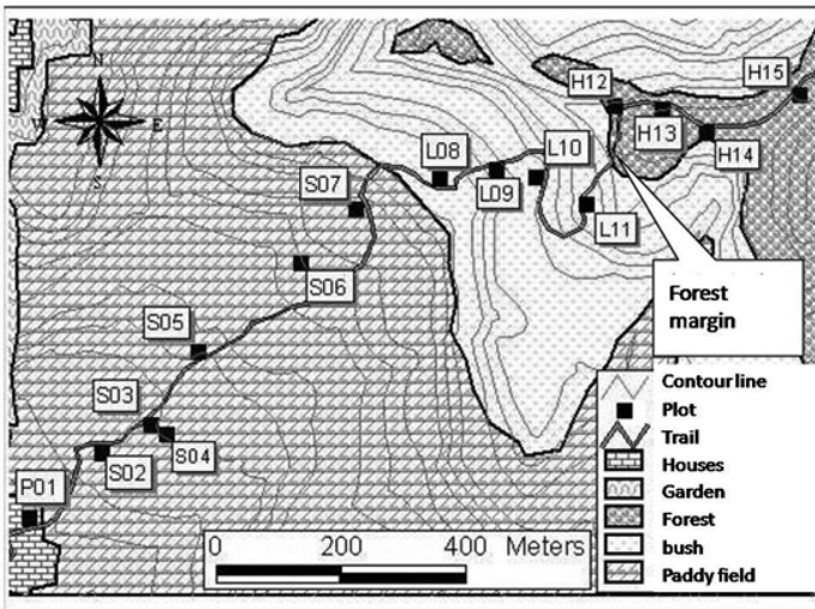 N
W
E
S
H12
H15
L08
L10
H13
H14
S07
L09
L11
S06
Forest
margin
S05
S03
S04
S02
P01
0 200 400 Meters
Contour line
Plot
Trail
Houses
Garden
Forest
bush
Paddy field